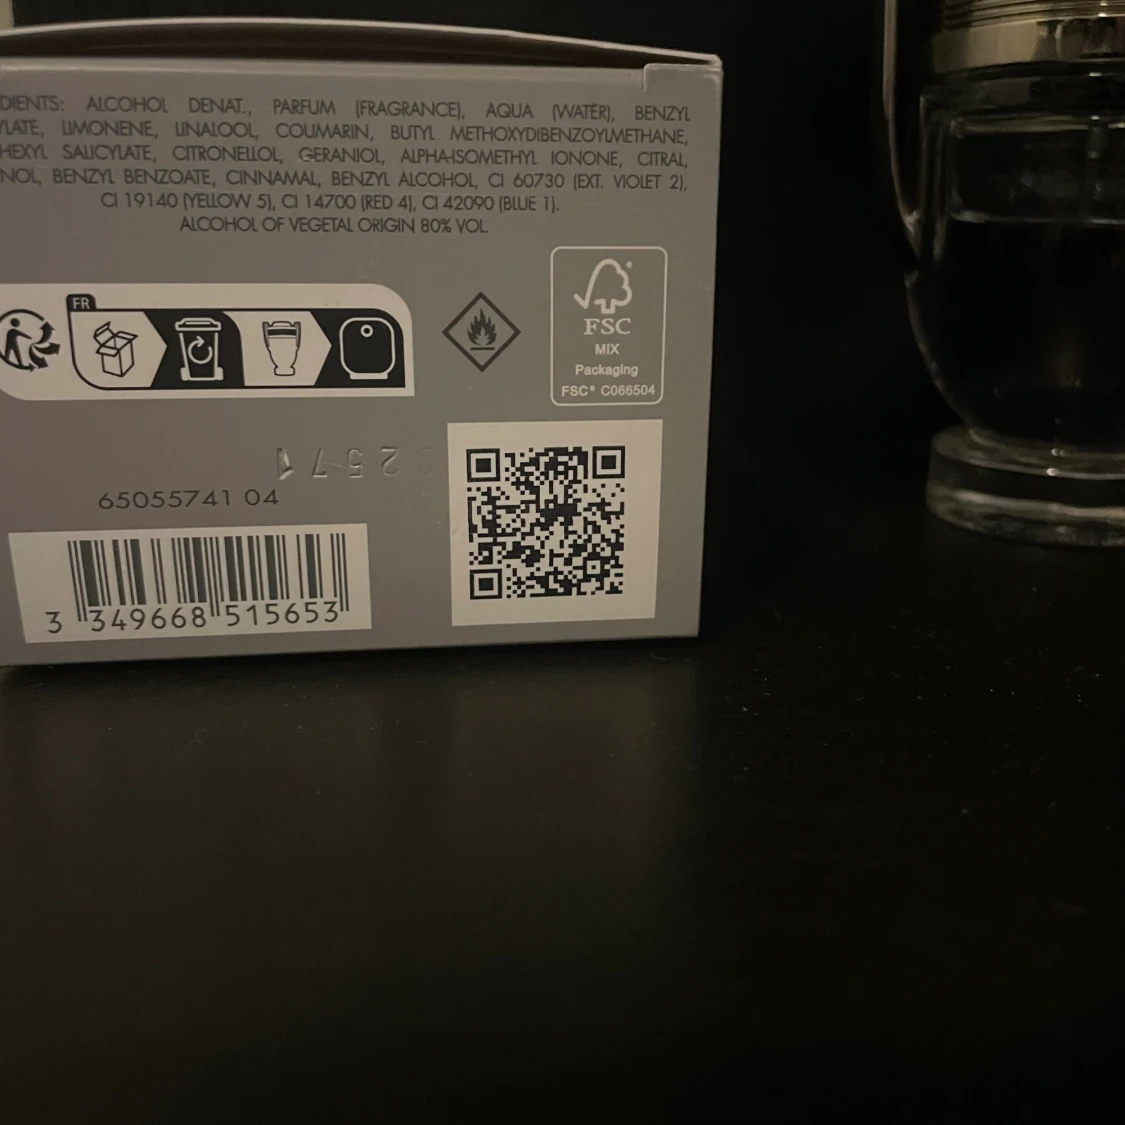 DIENTS: ALCOHOL DENAT., PARFUM (FRAGRANCE), AQUA (WATER), BENZYL
YLATE, LIMONENE, LINALOOL, COUMARIN, BUTYL METHOXYDIBENZOYLMETHANE,
HEXYL SALICYLATE, CITRONELLOL, GERANIOL, ALPHA-ISOMETHYL IONONE, CITRAL,
NOL, BENZYL BENZOATE, CINNAMAL, BENZYL ALCOHOL, CI 60730 (EXT. VIOLET 2),
CI 19140 (YELLOW 5), CI 14700 (RED 4), CI 42090 (BLUE 1).
ALCOHOL OF VEGETAL ORIGIN 80% VOL.
FR
FSC
MIX
Packaging
FSC® C066504
65055741 04
3 349668 515653